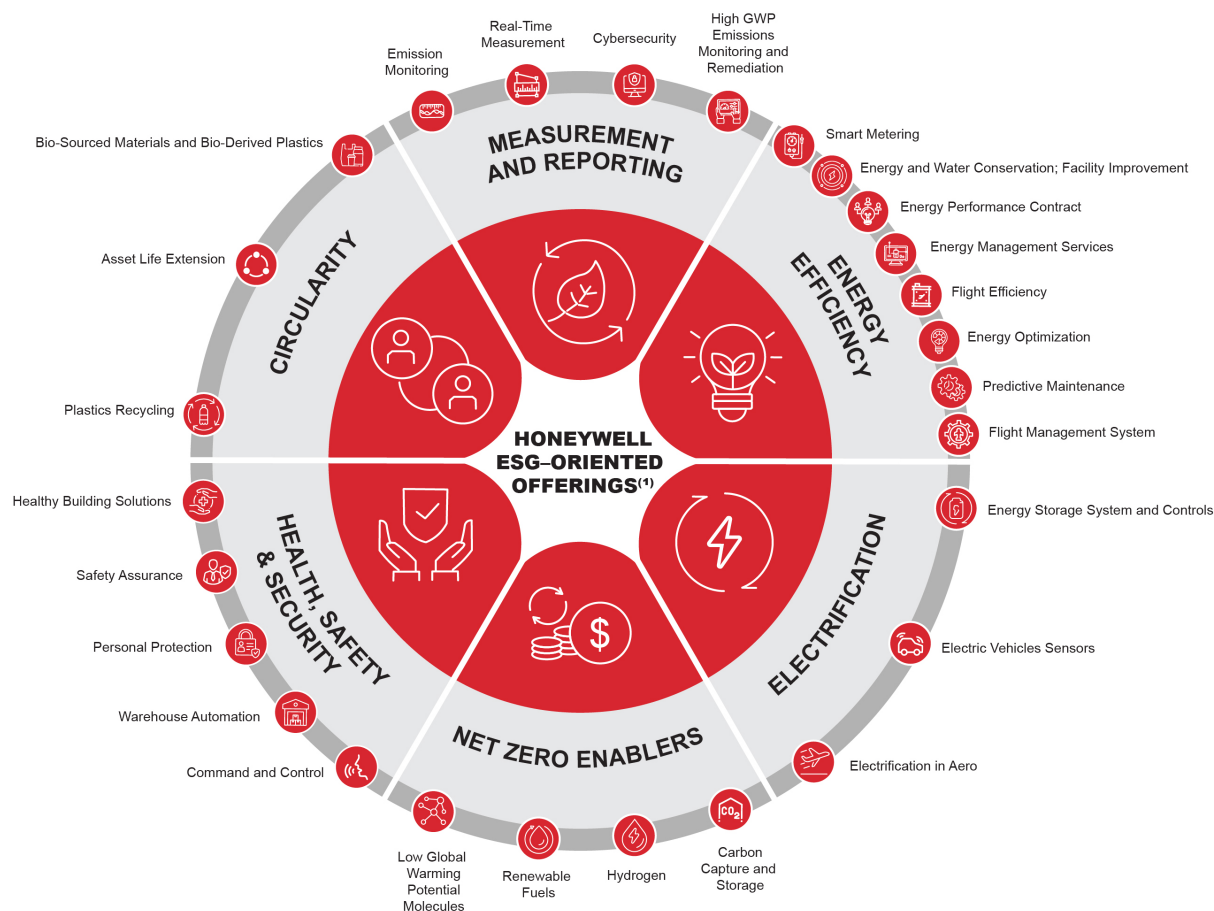 Emission
Monitoring
Real-Time
Measurement
Cybersecurity
High GWP
Emissions
Monitoring and
Remediation
MEASUREMENT
AND REPORTING
Smart Metering
Energy and Water Conservation; Facility Improvement
Energy Performance Contract
Energy Management Services
Flight Efficiency
Energy Optimization
Predictive Maintenance
Flight Management System
ENERGY
EFFICIENCY
Energy Storage System and Controls
Electric Vehicles Sensors
Electrification in Aero
ELECTRIFICATION
Carbon
Capture and
Storage
CO₂
Hydrogen
Renewable
Fuels
Low Global
Warming
Potential
Molecules
NET ZERO ENABLERS
$
Healthy Building Solutions
Safety Assurance
Personal Protection
Warehouse Automation
Command and Control
HEALTH, SAFETY
& SECURITY
Bio-Sourced Materials and Bio-Derived Plastics
Asset Life Extension
Plastics Recycling
CIRCULARITY
HONEYWELL
ESG–ORIENTED
OFFERINGS⁽¹⁾